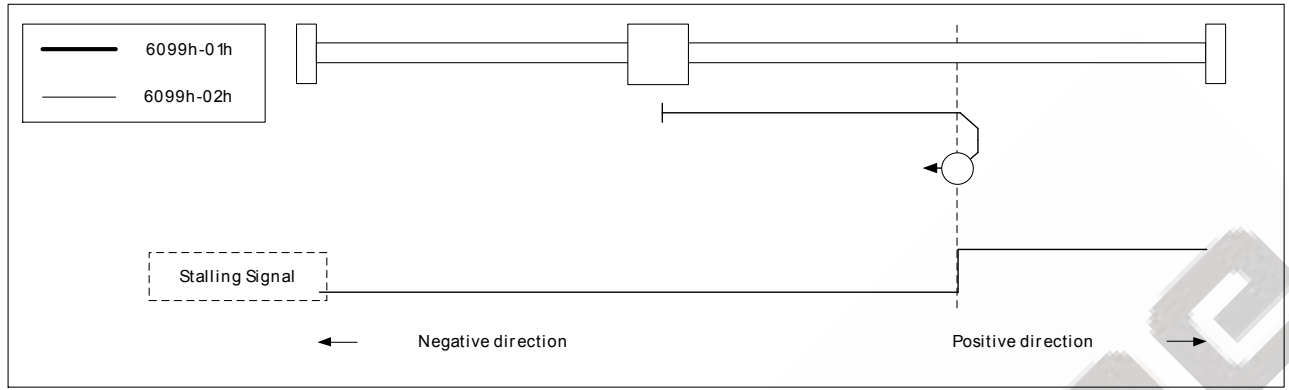 6099h-01h
6099h-02h
Stalling Signal
Negative direction
Positive direction